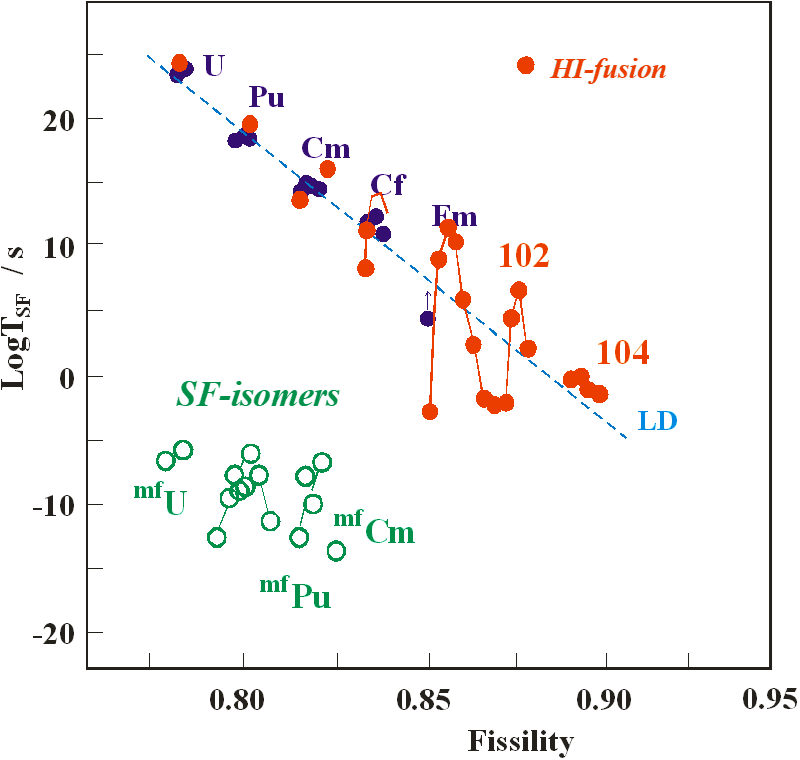 U
HI-fusion
Pu
20
Cm
Cf
Fm
10
102
LogT_SF / s
104
0
SF-isomers
LD
mfU
-10
mfCm
mfPu
-20
0.80
0.85
0.90
0.95
Fissility